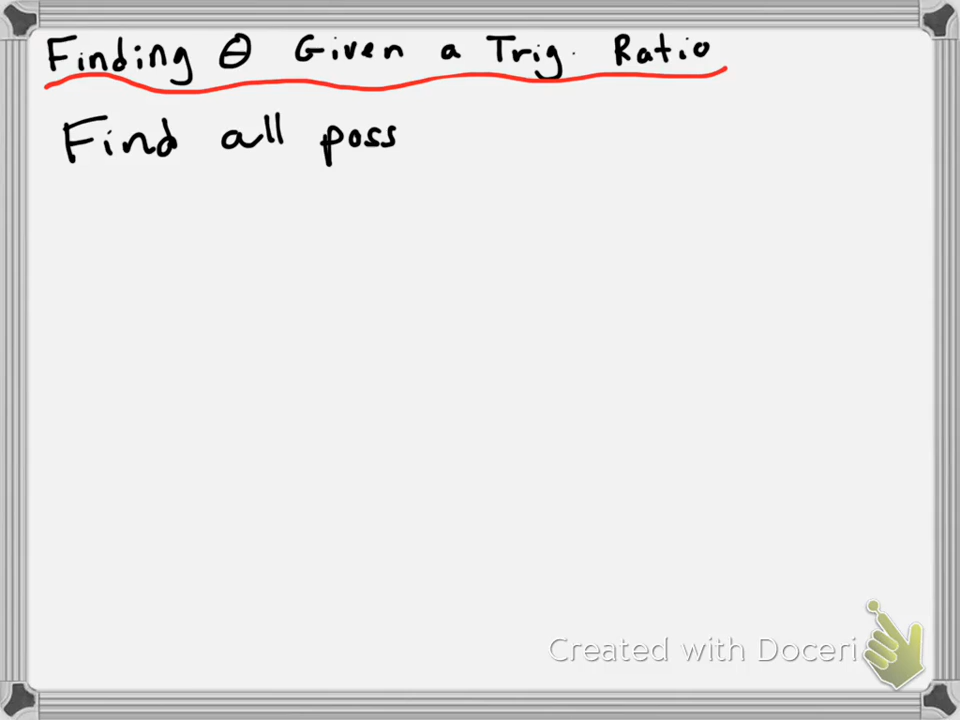 Finding θ Given a Trig. Ratio
Find all poss
Created with Doceri